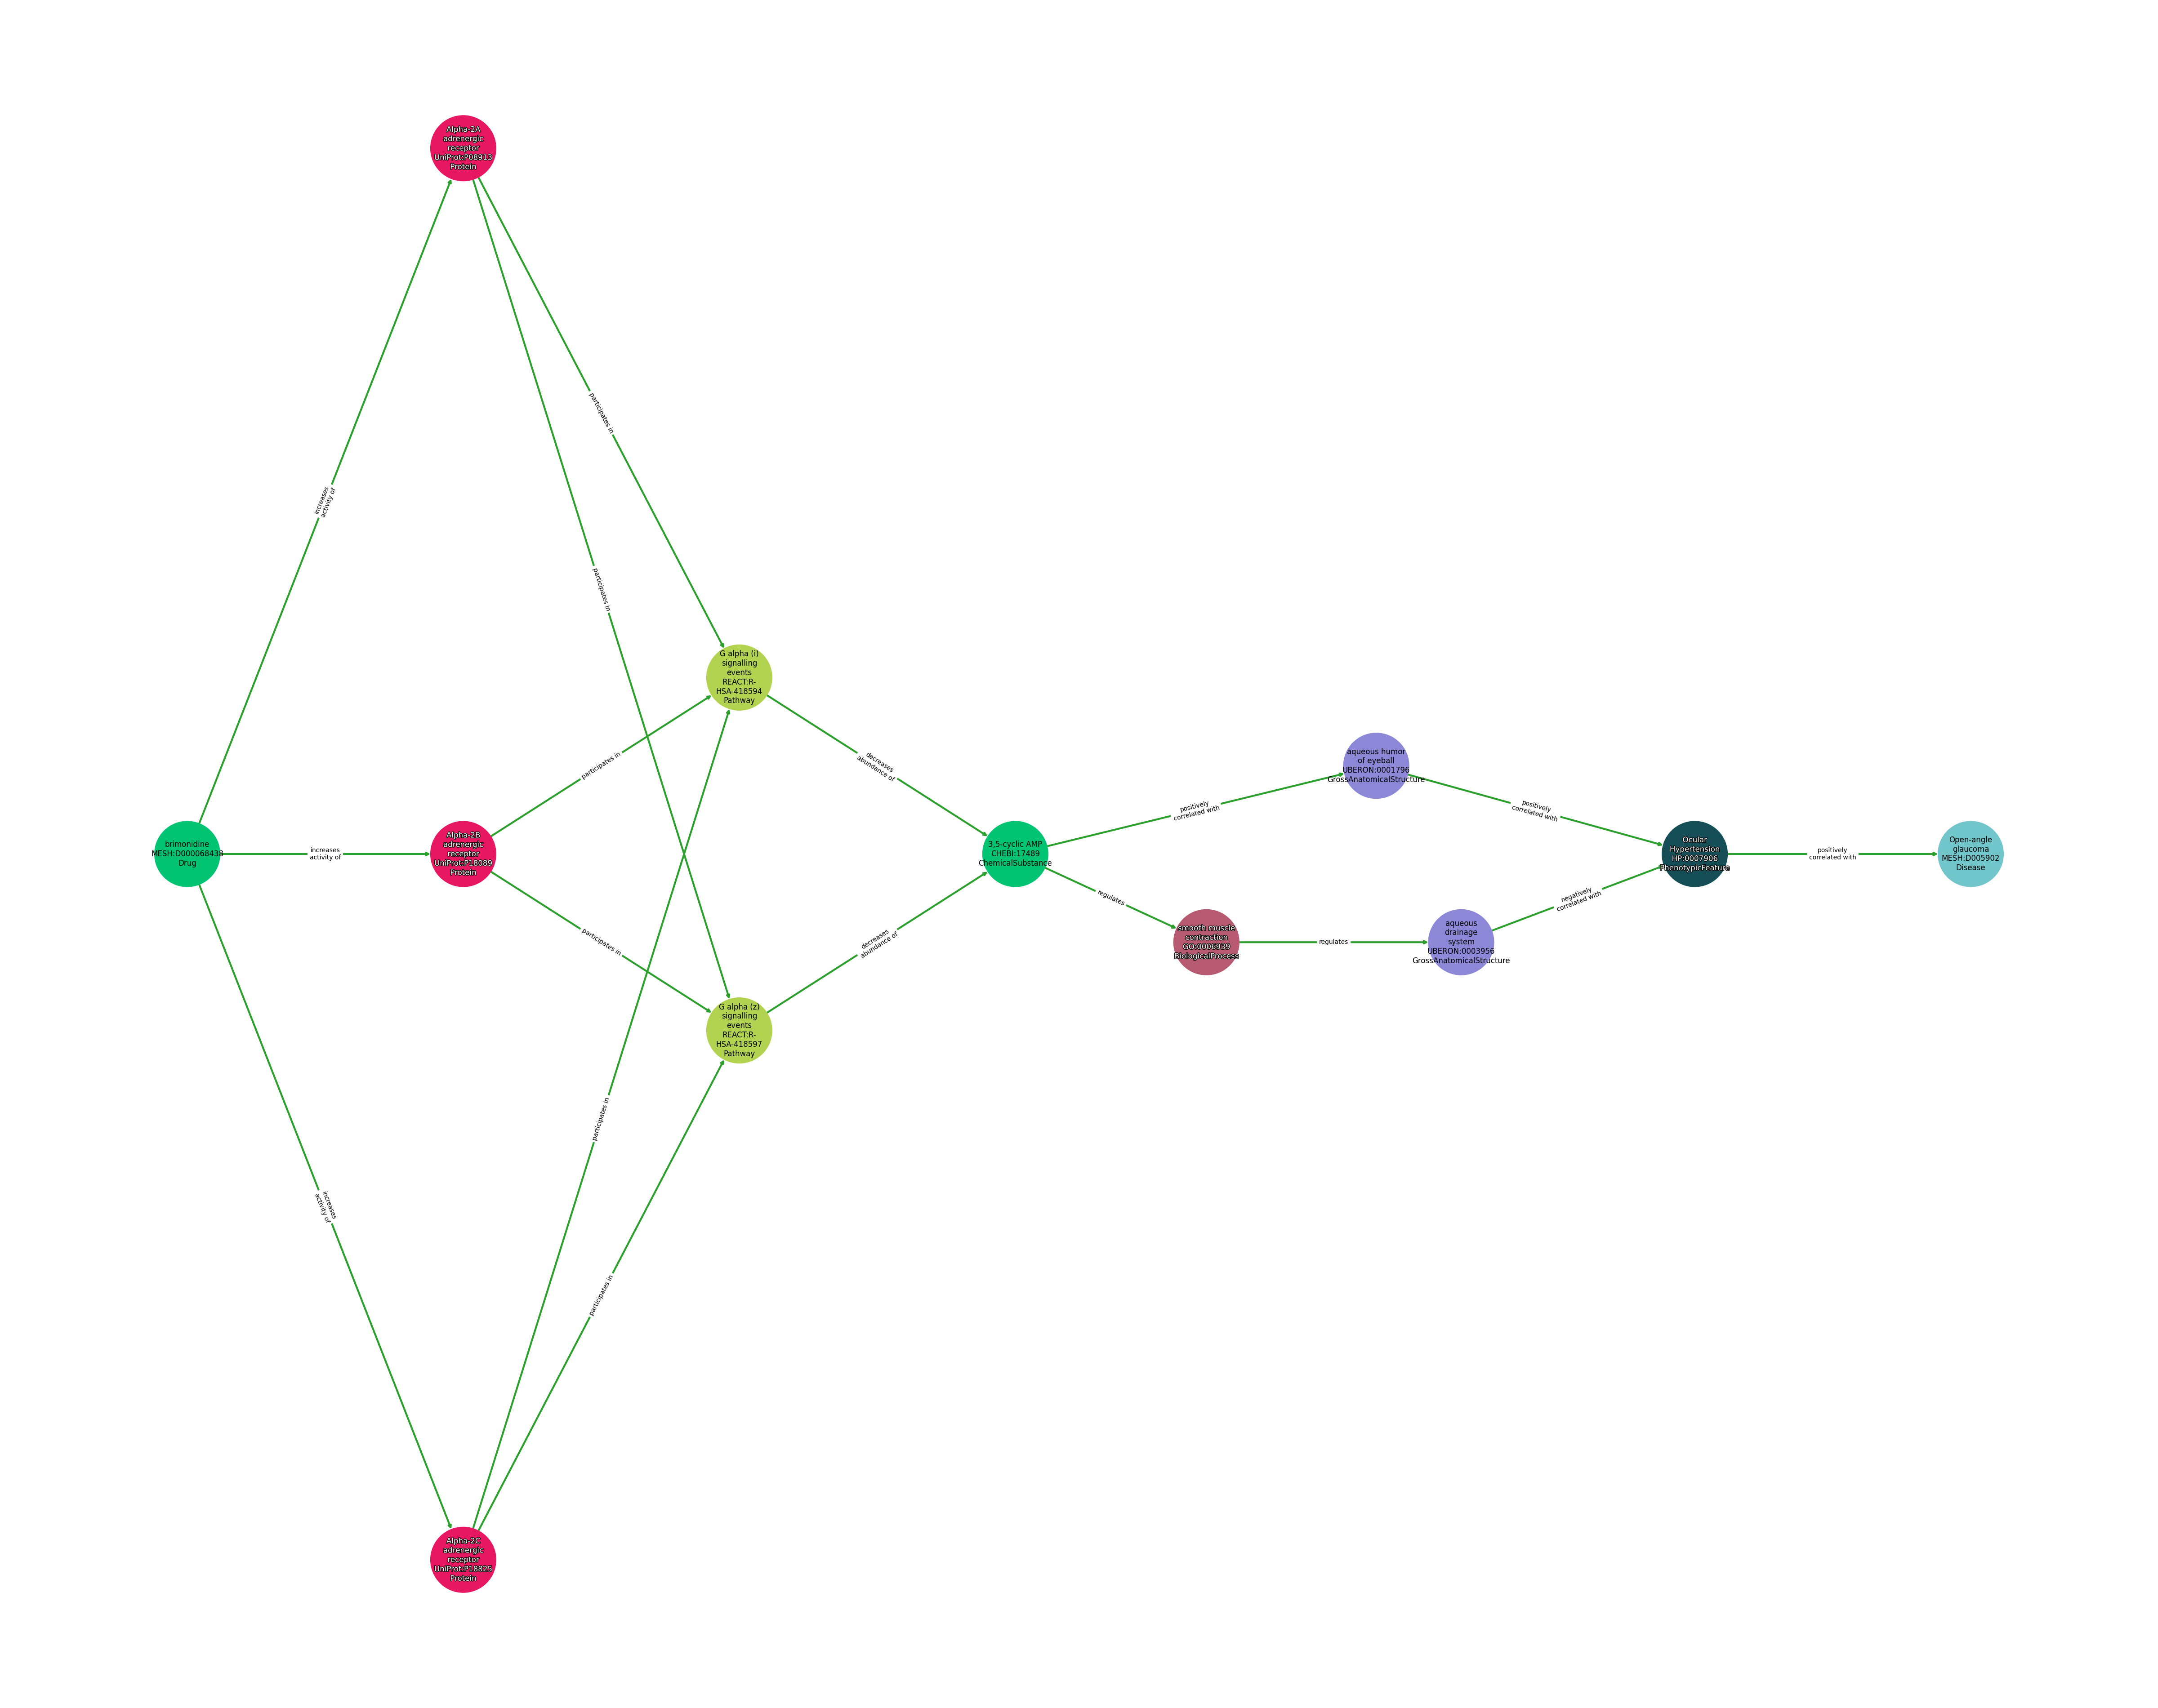 Alpha-2A
adrenergic
receptor
UniProt:P08913
Protein
participates in
increases
activity of
participates in
G alpha (i)
signalling
events
REACT:R-
HSA-418594
Pathway
participates in
decreases
abundance of
aqueous humor
of eyeball
UBERON:0001796
GrossAnatomicalStructure
positively
correlated with
positively
correlated with
brimonidine
MESH:D000068438
Drug
increases
activity of
Alpha-2B
adrenergic
receptor
UniProt:P18089
Protein
3,5-cyclic AMP
CHEBI:17489
ChemicalSubstance
Ocular
Hypertension
HP:0007906
PhenotypicFeature
positively
correlated with
Open-angle
glaucoma
MESH:D005902
Disease
regulates
negatively
correlated with
participates in
decreases
abundance of
smooth muscle
contraction
GO:0006939
BiologicalProcess
regulates
aqueous
drainage
system
UBERON:0003956
GrossAnatomicalStructure
G alpha (z)
signalling
events
REACT:R-
HSA-418597
Pathway
participates in
increases
activity of
participates in
Alpha-2C
adrenergic
receptor
UniProt:P18825
Protein